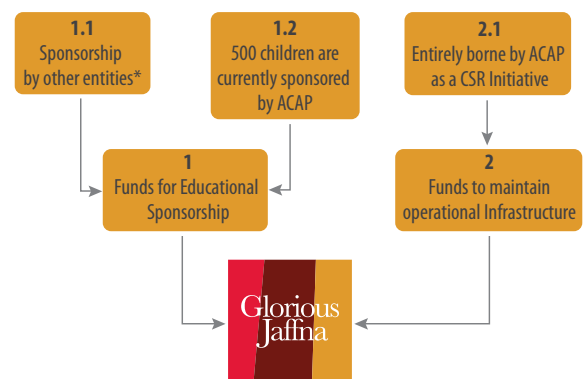 1.1
Sponsorship
by other entities*
1.2
500 children are
currently sponsored
by ACAP
2.1
Entirely borne by ACAP
as a CSR Initiative
1
Funds for Educational
Sponsorship
2
Funds to maintain
operational Infrastructure
Glorious
Jaffna